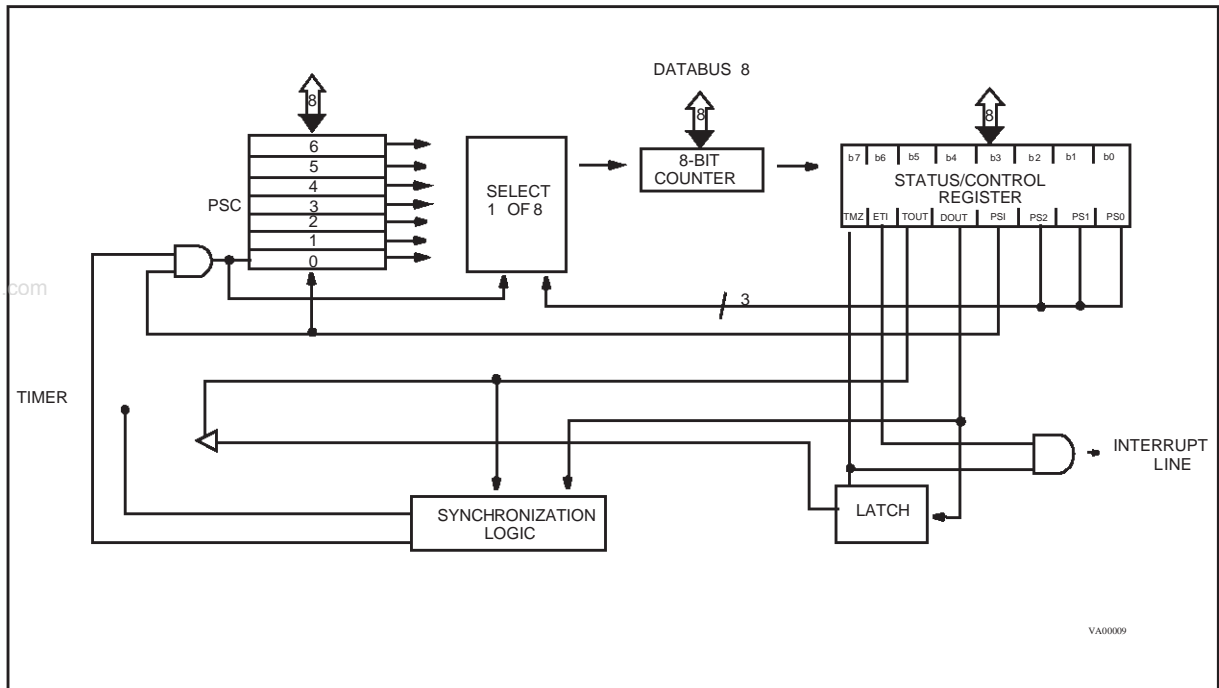 DATABUS 8
8
8
8
6
5
4
3
2
1
0
PSC
SELECT
1 OF 8
8-BIT
COUNTER
b7 b6 b5 b4 b3 b2 b1 b0
STATUS/CONTROL
REGISTER
TMZ ETI TOUT DOUT PSI PS2 PS1 PS0
.com
3
TIMER
SYNCHRONIZATION
LOGIC
LATCH
INTERRUPT
LINE
VA00009